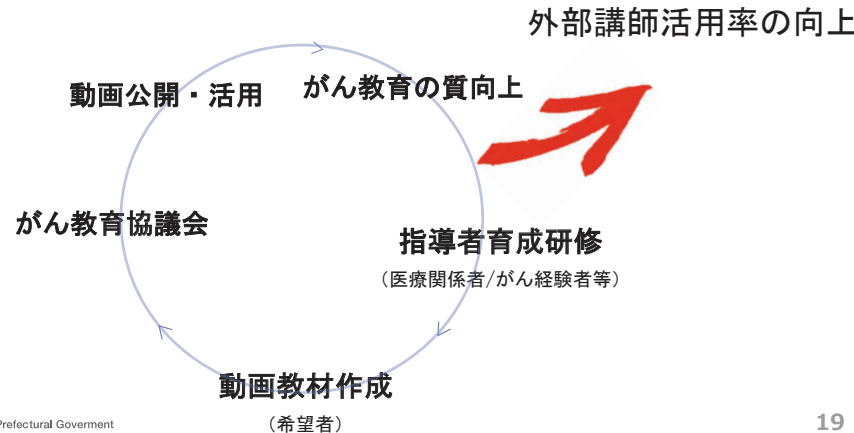 外部講師活用率の向上
動画公開・活用
がん教育の質向上
がん教育協議会
指導者育成研修
（医療関係者/がん経験者等）
動画教材作成
（希望者）
Prefectural Goverment
19